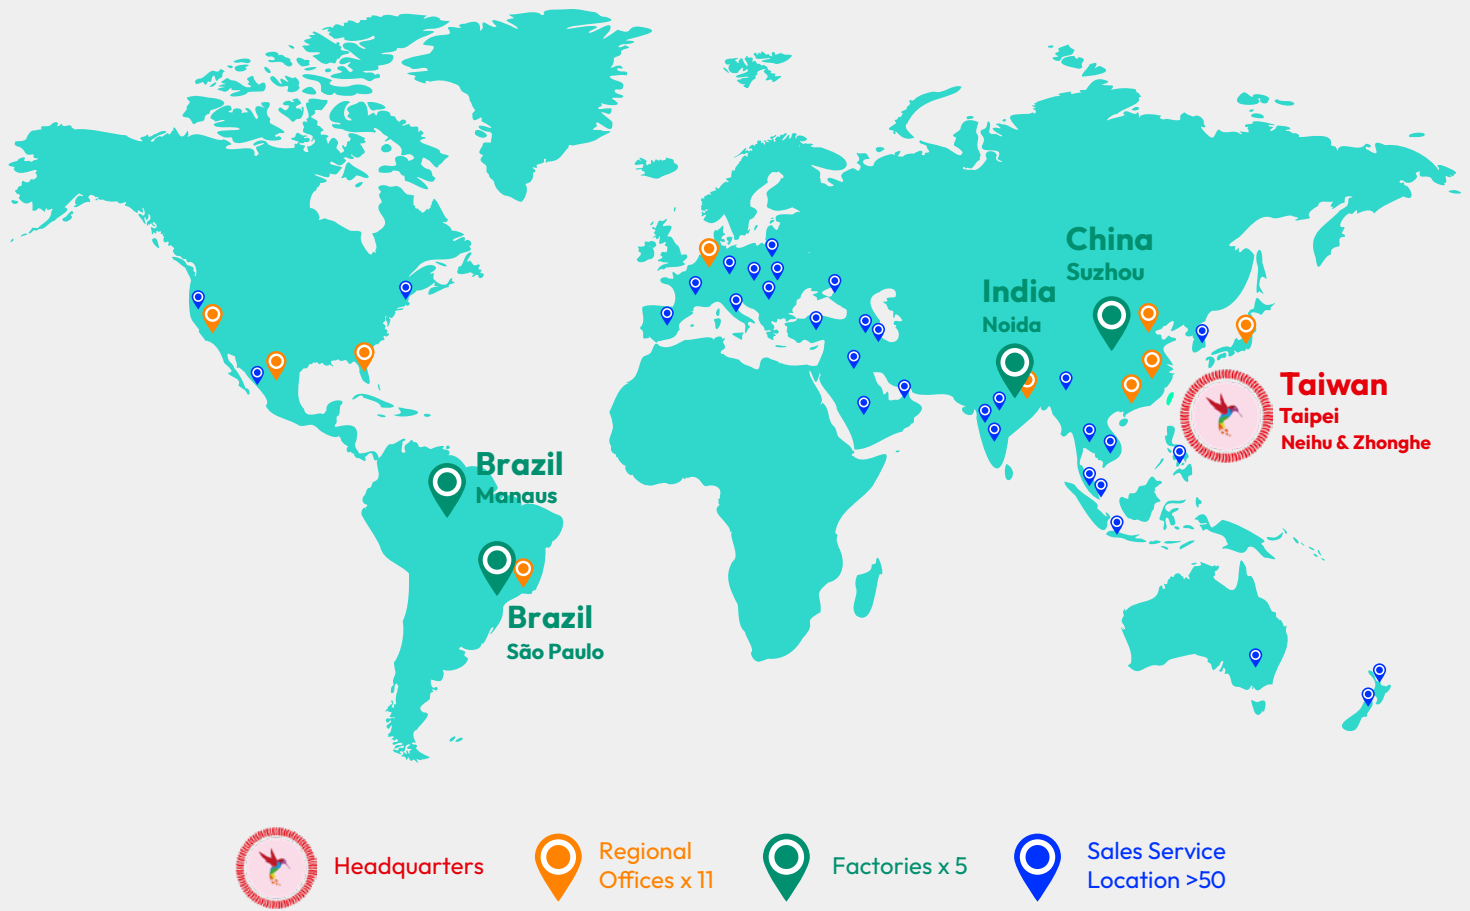 China
Suzhou
India
Noida
Taiwan
Taipei
Neihu & Zhonghe
Brazil
Manaus
Brazil
São Paulo
Headquarters
Regional
Offices x 11
Factories x 5
Sales Service
Location >50